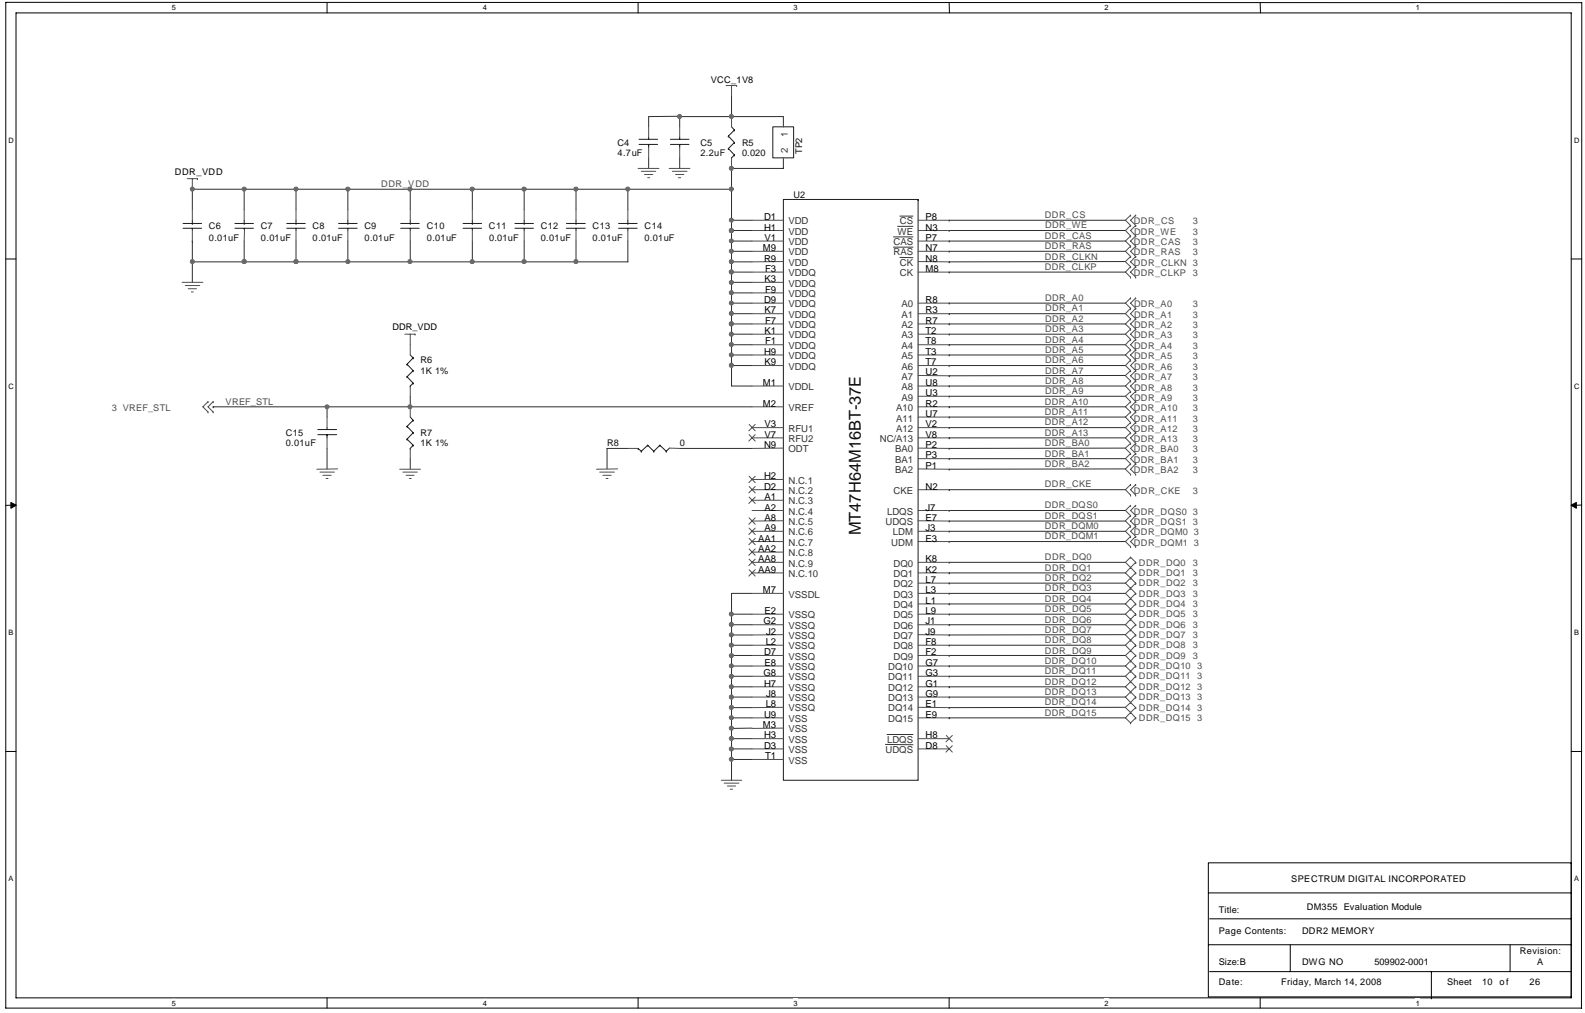 5 4 3 2 1
D
C
B
A
VCC_1V8
C4
4.7uF
C5
2.2uF
R5
0.020
1
2
TP2
DDR_VDD
DDR_VDD
C6
0.01uF
C7
0.01uF
C8
0.01uF
C9
0.01uF
C10
0.01uF
C11
0.01uF
C12
0.01uF
C13
0.01uF
C14
0.01uF
DDR_VDD
R6
1K 1%
3 VREF_STL
VREF_STL
C15
0.01uF
R7
1K 1%
R8
0
U2
MT47H64M16BT-37E
D1 VDD
H1 VDD
V1 VDD
M9 VDD
R9 VDD
F3 VDDQ
K3 VDDQ
F9 VDDQ
D9 VDDQ
K7 VDDQ
F7 VDDQ
K1 VDDQ
F1 VDDQ
H9 VDDQ
K9 VDDQ
M1 VDDL
M2 VREF
V3 RFU1
V7 RFU2
N9 ODT
H2 N.C.1
D2 N.C.2
A1 N.C.3
A2 N.C.4
A8 N.C.5
A9 N.C.6
AA1 N.C.7
AA2 N.C.8
AA8 N.C.9
AA9 N.C.10
M7 VSSDL
E2 VSSQ
G2 VSSQ
J2 VSSQ
L2 VSSQ
D7 VSSQ
E8 VSSQ
G8 VSSQ
H7 VSSQ
J8 VSSQ
L8 VSSQ
U9 VSS
M3 VSS
H3 VSS
D3 VSS
T1 VSS
CS P8 DDR_CS DDR_CS 3
WE N3 DDR_WE DDR_WE 3
CAS P7 DDR_CAS DDR_CAS 3
RAS N7 DDR_RAS DDR_RAS 3
CK N8 DDR_CLKN DDR_CLKN 3
CK M8 DDR_CLKP DDR_CLKP 3
A0 R8 DDR_A0 DDR_A0 3
A1 R3 DDR_A1 DDR_A1 3
A2 R7 DDR_A2 DDR_A2 3
A3 T2 DDR_A3 DDR_A3 3
A4 T8 DDR_A4 DDR_A4 3
A5 T3 DDR_A5 DDR_A5 3
A6 T7 DDR_A6 DDR_A6 3
A7 U2 DDR_A7 DDR_A7 3
A8 U8 DDR_A8 DDR_A8 3
A9 U3 DDR_A9 DDR_A9 3
A10 R2 DDR_A10 DDR_A10 3
A11 U7 DDR_A11 DDR_A11 3
A12 V2 DDR_A12 DDR_A12 3
NC/A13 V8 DDR_A13 DDR_A13 3
BA0 P2 DDR_BA0 DDR_BA0 3
BA1 P3 DDR_BA1 DDR_BA1 3
BA2 P1 DDR_BA2 DDR_BA2 3
CKE N2 DDR_CKE DDR_CKE 3
LDQS J7 DDR_DQS0 DDR_DQS0 3
UDQS E7 DDR_DQS1 DDR_DQS1 3
LDM J3 DDR_DQM0 DDR_DQM0 3
UDM E3 DDR_DQM1 DDR_DQM1 3
DQ0 K8 DDR_DQ0 DDR_DQ0 3
DQ1 K2 DDR_DQ1 DDR_DQ1 3
DQ2 L7 DDR_DQ2 DDR_DQ2 3
DQ3 L3 DDR_DQ3 DDR_DQ3 3
DQ4 L1 DDR_DQ4 DDR_DQ4 3
DQ5 L9 DDR_DQ5 DDR_DQ5 3
DQ6 J1 DDR_DQ6 DDR_DQ6 3
DQ7 J9 DDR_DQ7 DDR_DQ7 3
DQ8 F8 DDR_DQ8 DDR_DQ8 3
DQ9 F2 DDR_DQ9 DDR_DQ9 3
DQ10 G7 DDR_DQ10 DDR_DQ10 3
DQ11 G3 DDR_DQ11 DDR_DQ11 3
DQ12 G1 DDR_DQ12 DDR_DQ12 3
DQ13 G9 DDR_DQ13 DDR_DQ13 3
DQ14 E1 DDR_DQ14 DDR_DQ14 3
DQ15 E9 DDR_DQ15 DDR_DQ15 3
LDQS H8
UDQS D8
D
C
B
A
SPECTRUM DIGITAL INCORPORATED
Title: DM355 Evaluation Module
Page Contents: DDR2 MEMORY
Size:B DWG NO 509902-0001 Revision: A
Date: Friday, March 14, 2008 Sheet 10 of 26
5 4 3 2 1